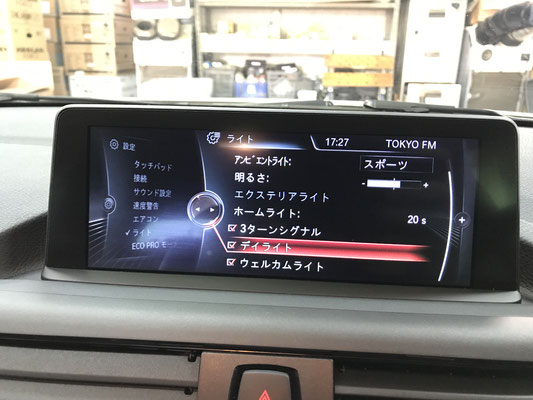 ライト 17:27 TOKYO FM
設定
タッチパッド
接続
サウンド設定
速度警告
エアコン
✓ ライト
ECO PRO モー
アンビエントライト: スポーツ
明るさ: - +
エクステリアライト
ホームライト: 20 s
3ターンシグナル
デイライト
ウェルカムライト
+